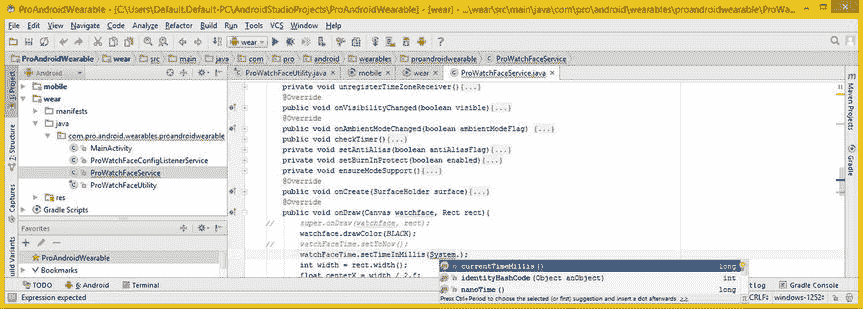 ProAndroidWearable - [C:\Users\Default.Default-PC\AndroidStudioProjects\ProAndroidWearable] - [wear] - ...\wear\src\main\java\com\pro\android\wearables\proandroidwearable\ProWa...
File Edit View Navigate Code Analyze Refactor Build Run Tools VCS Window Help
wear
ProAndroidWearable wear src main java com pro android wearables proandroidwearable ProWatchFaceService
Android
ProWatchFaceUtility.java mobile wear ProWatchFaceService.java
1: Project
Z: Structure
Captures
uild Variants
mobile
wear
manifests
java
com.pro.android.wearables.proandroidwearable
MainActivity
ProWatchFaceConfigListenerService
ProWatchFaceService
ProWatchFaceUtility
res
Gradle Scripts
Favorites
ProAndroidWearable
Bookmarks
private void unregisterTimeZoneReceiver(){...}
@Override
public void onVisibilityChanged(boolean visible){...}
@Override
public void onAmbientModeChanged(boolean ambientModeFlag) {...}
public void checkTimer(){...}
private void setAntiAlias(boolean antiAliasFlag){...}
private void setBurnInProtect(boolean enabled){...}
private void ensureModeSupport(){...}
@Override
public void onCreate(SurfaceHolder surface){...}
@Override
public void onDraw(Canvas watchface, Rect rect){
// super.onDraw(watchface, rect);
watchface.drawColor(BLACK);
// watchFaceTime.setToNow();
watchFaceTime.setTimeInMillis(System.);
int width = rect.width();
float centerX = width / 2.f;
currentTimeMillis() long
identityHashCode(Object anObject) int
nanoTime() long
Press Ctrl+Period to choose the selected (or first) suggestion and insert a dot afterwards >>
Maven Projects
Gradle
TODO 6: Android Terminal t Log Gradle Console
Expression expected CRLF windows-1252